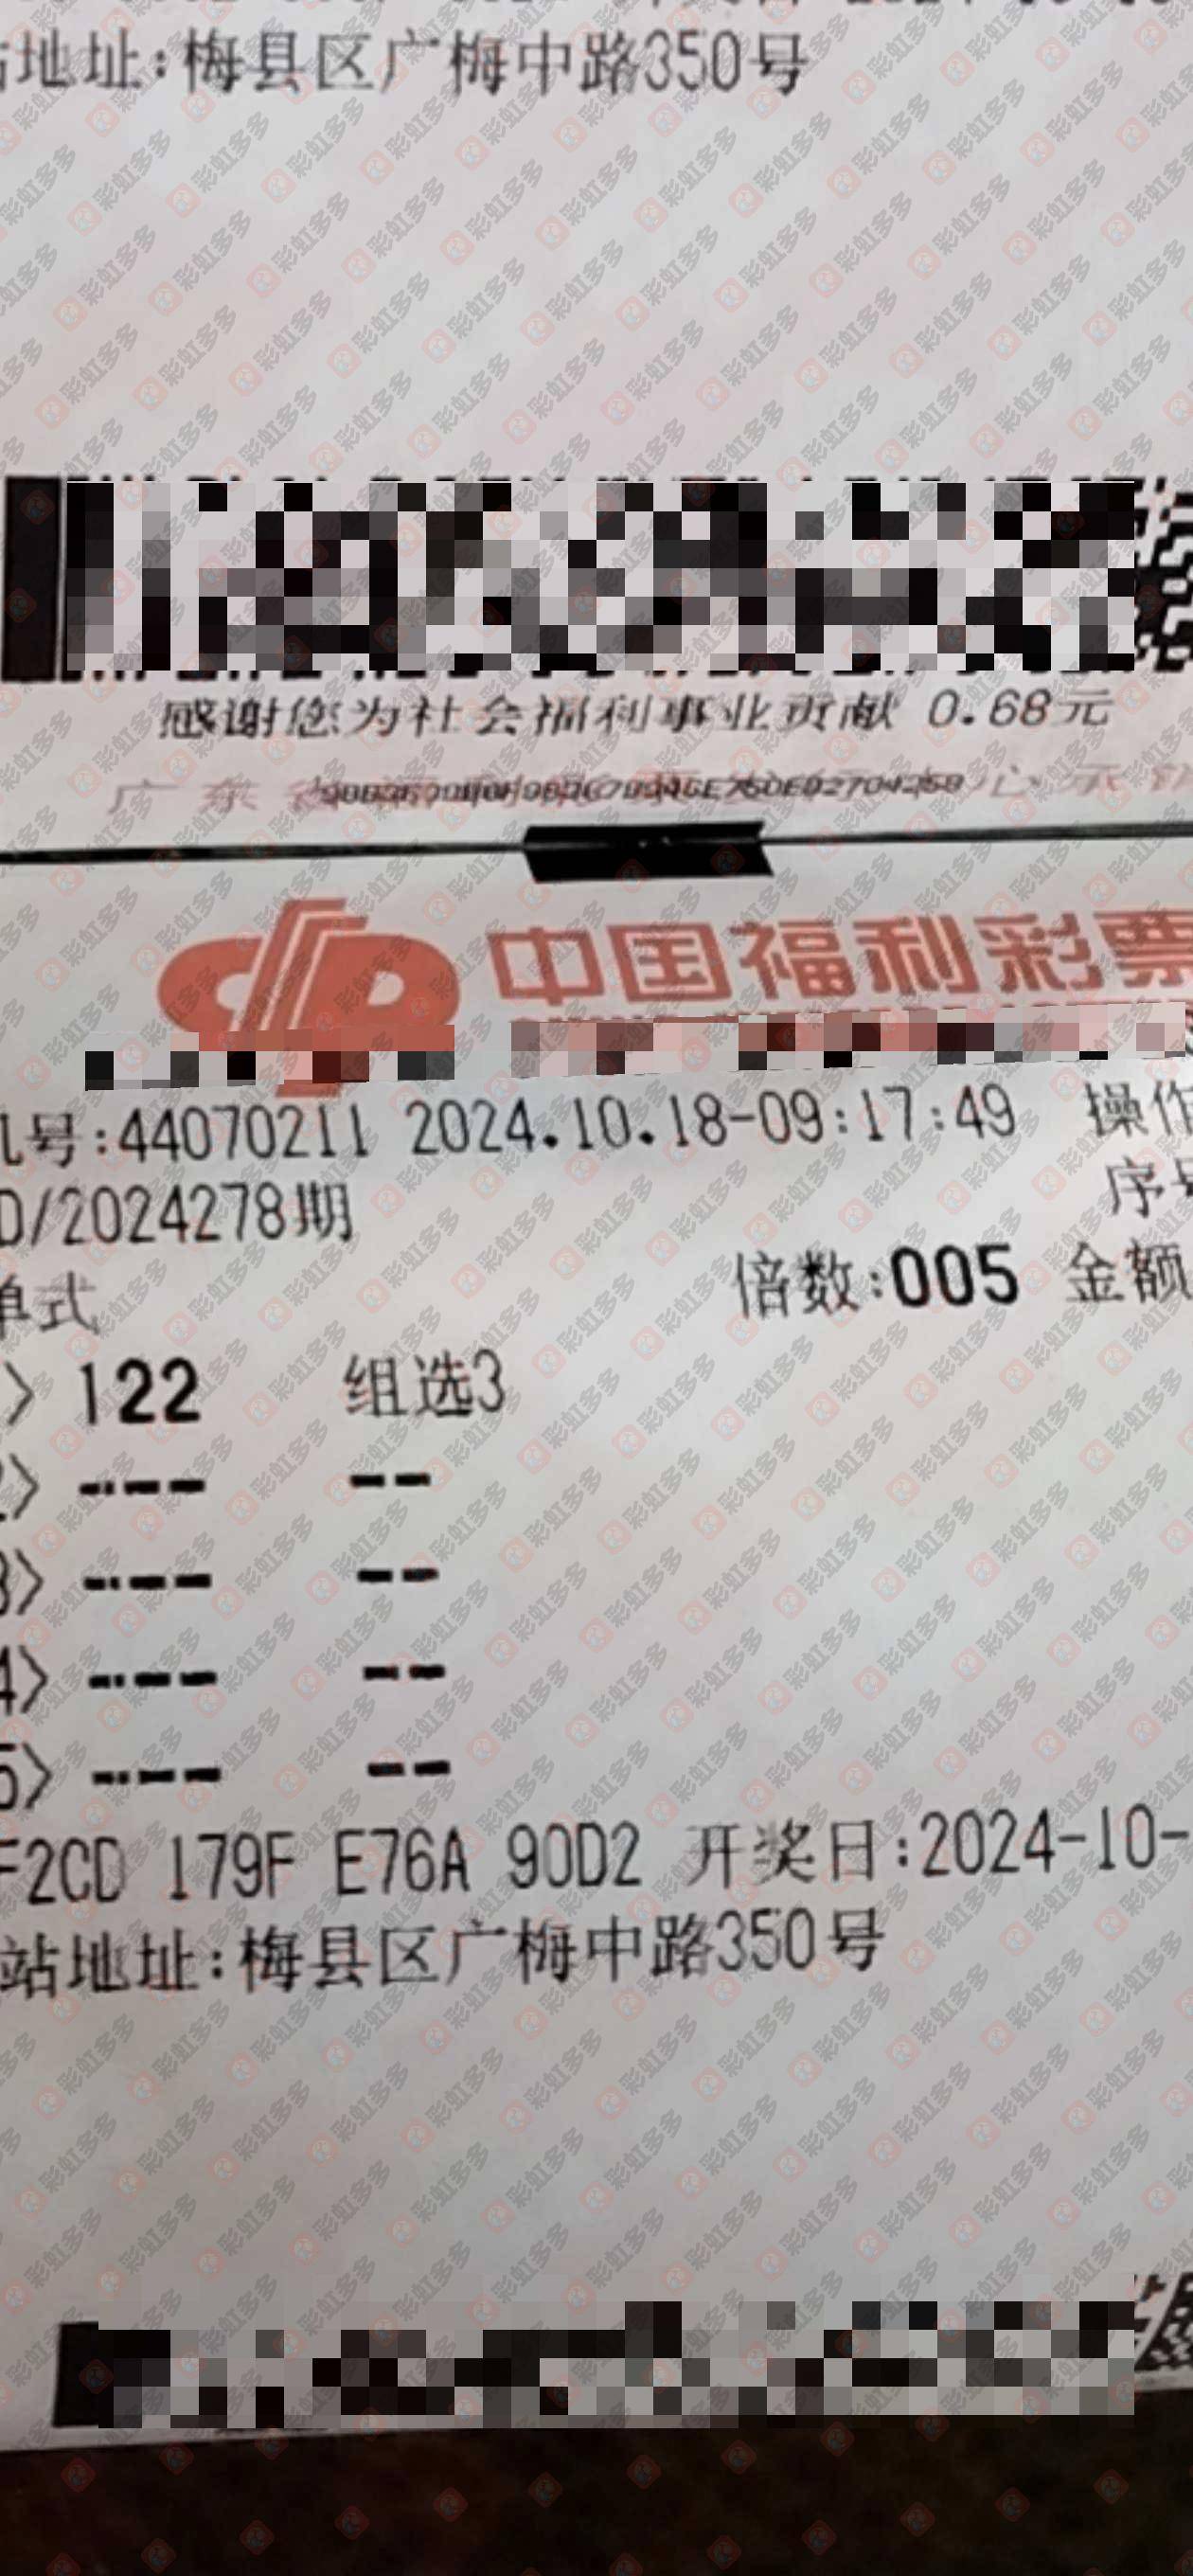 站地址:梅县区广梅中路350号
感谢您为社会福利事业贡献 0.68元
中国福利彩票
机号:44070211 2024.10.18-09:17:49 操作
序号
D/2024278期
单式 倍数:005 金额
> 122 组选3
2> --- --
3> --- --
4> --- --
5> --- --
F2CD 179F E76A 90D2 开奖日:2024-10-
站地址:梅县区广梅中路350号
彩虹多多